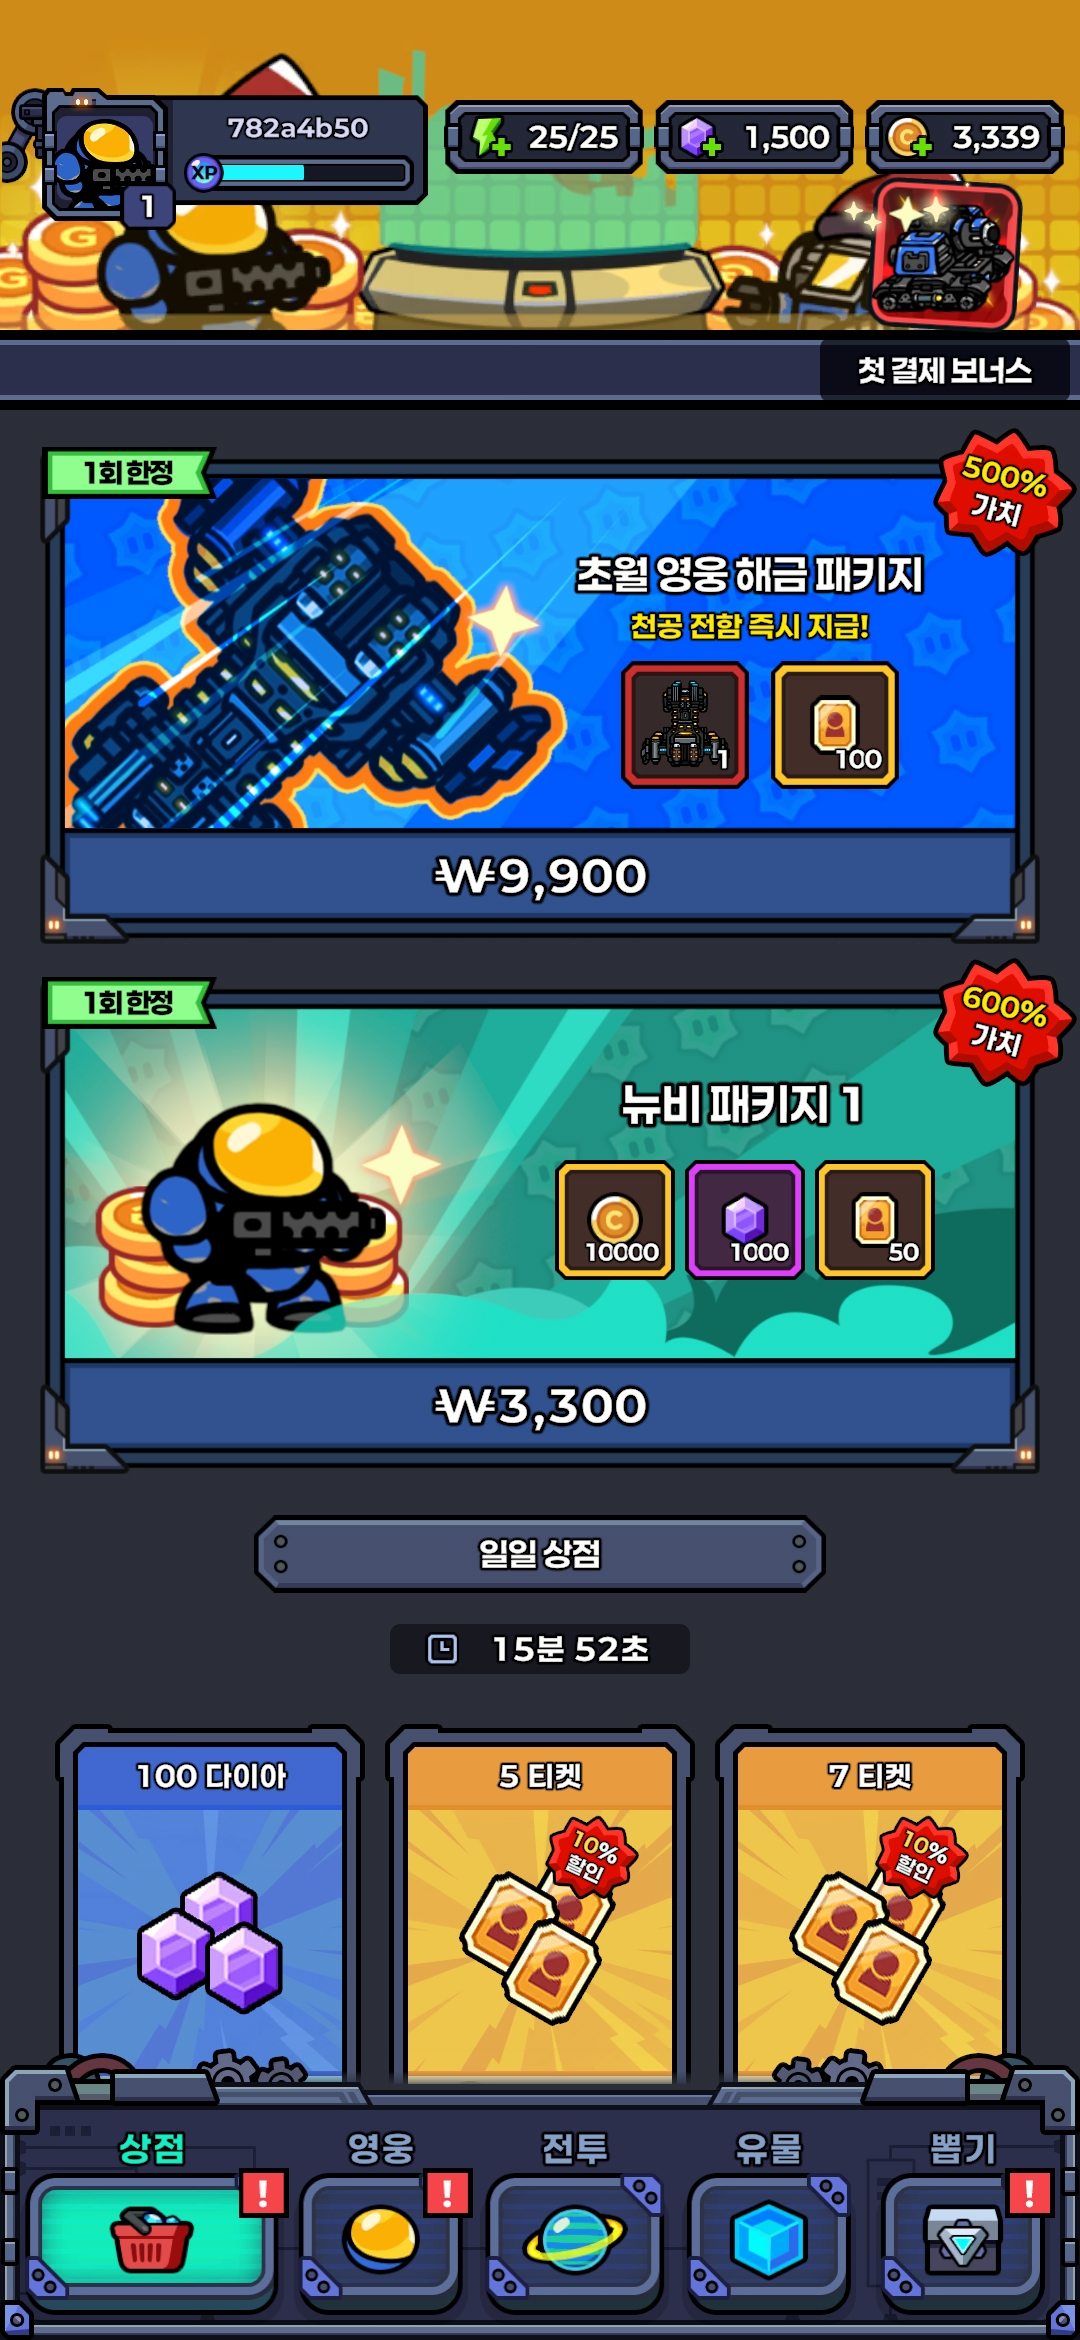 782a4b50
XP
1
25/25
1,500
3,339
첫 결제 보너스
1회 한정
500%
가치
초월 영웅 해금 패키지
천공 전함 즉시 지급!
1
100
₩9,900
1회 한정
600%
가치
뉴비 패키지 1
10000
1000
50
₩3,300
일일 상점
15분 52초
100 다이아
5 티켓
10%
할인
7 티켓
10%
할인
상점
영웅
전투
유물
뽑기
!
!
!